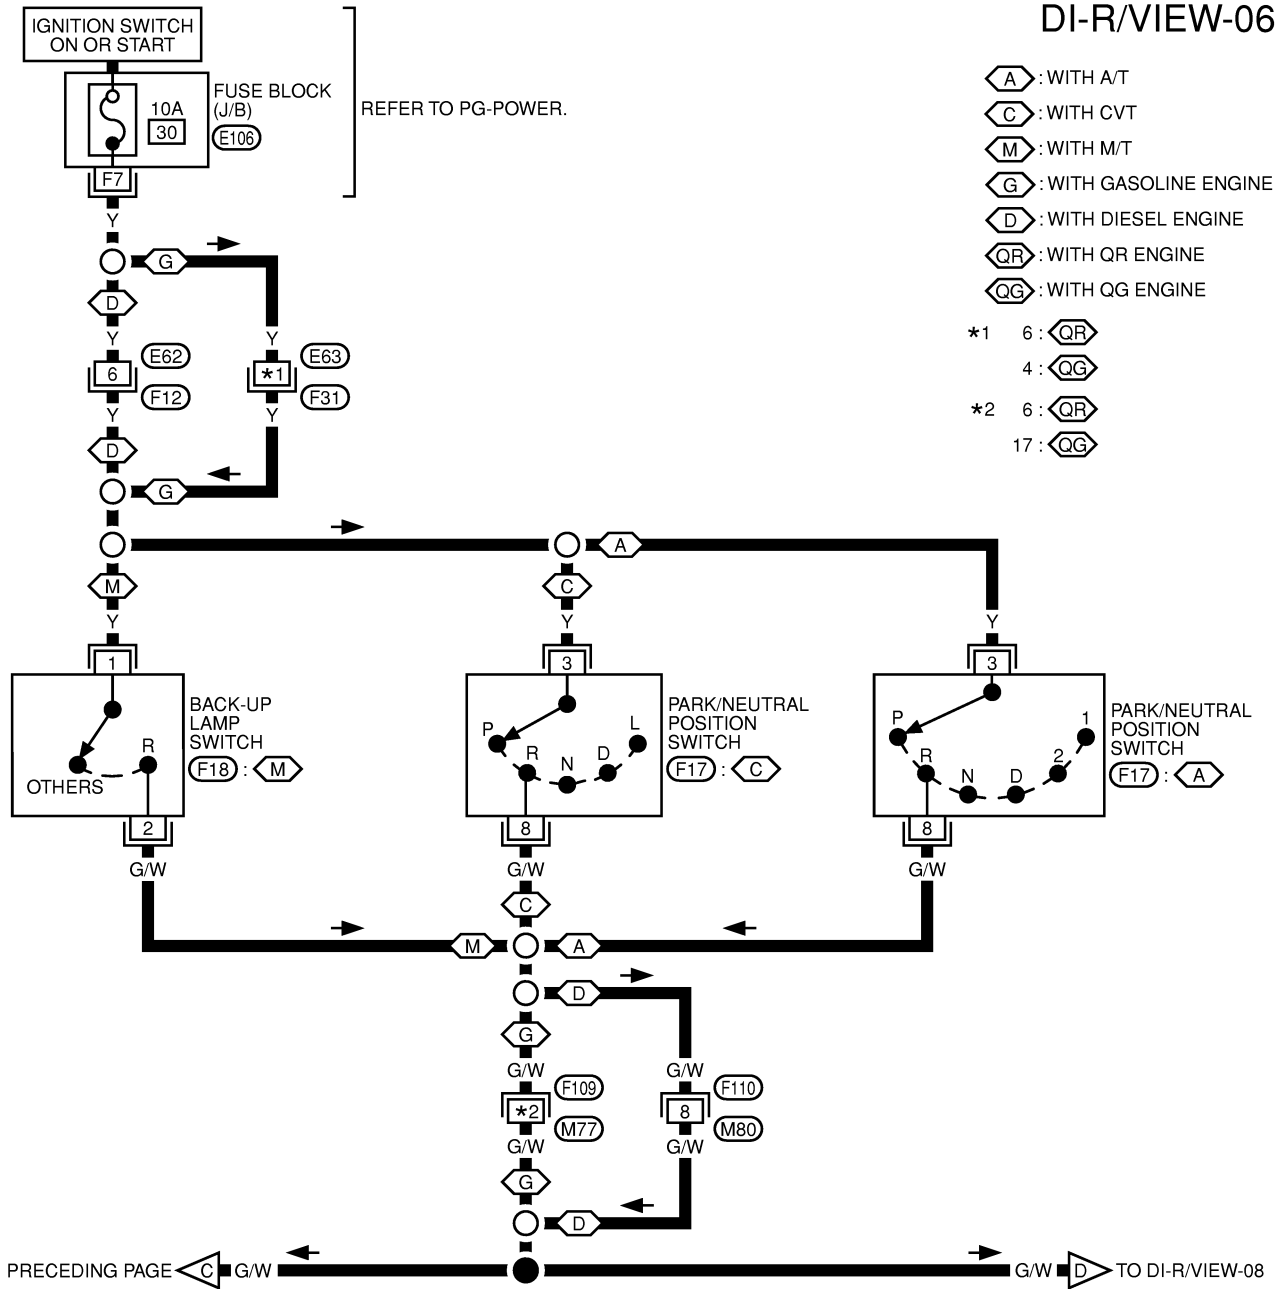 DI-R/VIEW-06
IGNITION SWITCH
ON OR START
10A
30
FUSE BLOCK
(J/B)
E106
REFER TO PG-POWER.
F7
A : WITH A/T
C : WITH CVT
M : WITH M/T
G : WITH GASOLINE ENGINE
D : WITH DIESEL ENGINE
QR : WITH QR ENGINE
QG : WITH QG ENGINE
*1 6 : QR
4 : QG
*2 6 : QR
17 : QG
Y
G
D
Y Y
6 E62 *1 E63
F12 F31
Y Y
D
G
A
M C
Y Y Y
1 3 3
BACK-UP
LAMP
SWITCH
F18 : M
R
OTHERS
2
PARK/NEUTRAL
POSITION
SWITCH
F17 : C
P R N D L
8
PARK/NEUTRAL
POSITION
SWITCH
F17 : A
P R N D 2 1
8
G/W G/W G/W
C
M A
D
G
G/W G/W
*2 F109 8 F110
M77 M80
G/W G/W
G
D
PRECEDING PAGE C G/W G/W D TO DI-R/VIEW-08